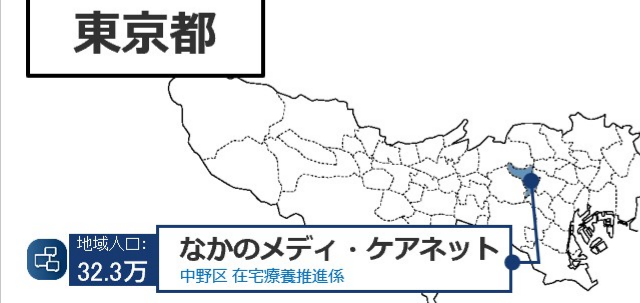 東京都
地域人口:
32.3万
なかのメディ・ケアネット
中野区 在宅療養推進係